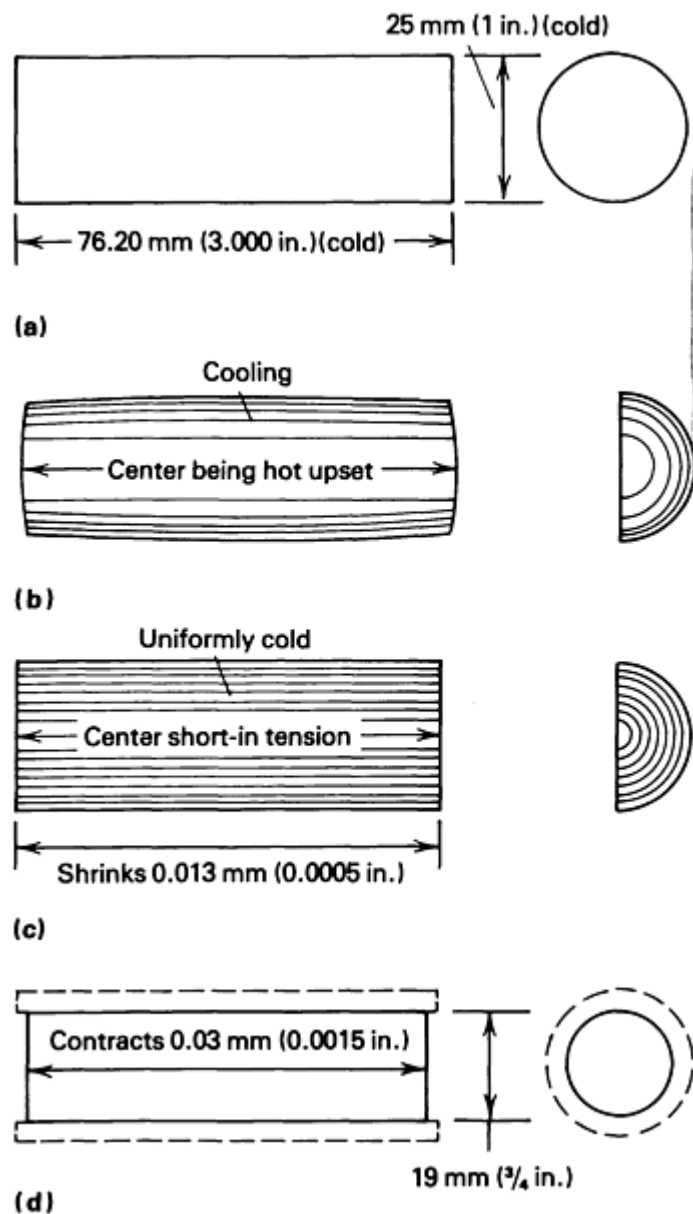 25 mm (1 in.) (cold)
76.20 mm (3.000 in.) (cold)
(a)
Cooling
Center being hot upset
(b)
Uniformly cold
Center short-in tension
Shrinks 0.013 mm (0.0005 in.)
(c)
Contracts 0.03 mm (0.0015 in.)
19 mm (¾ in.)
(d)